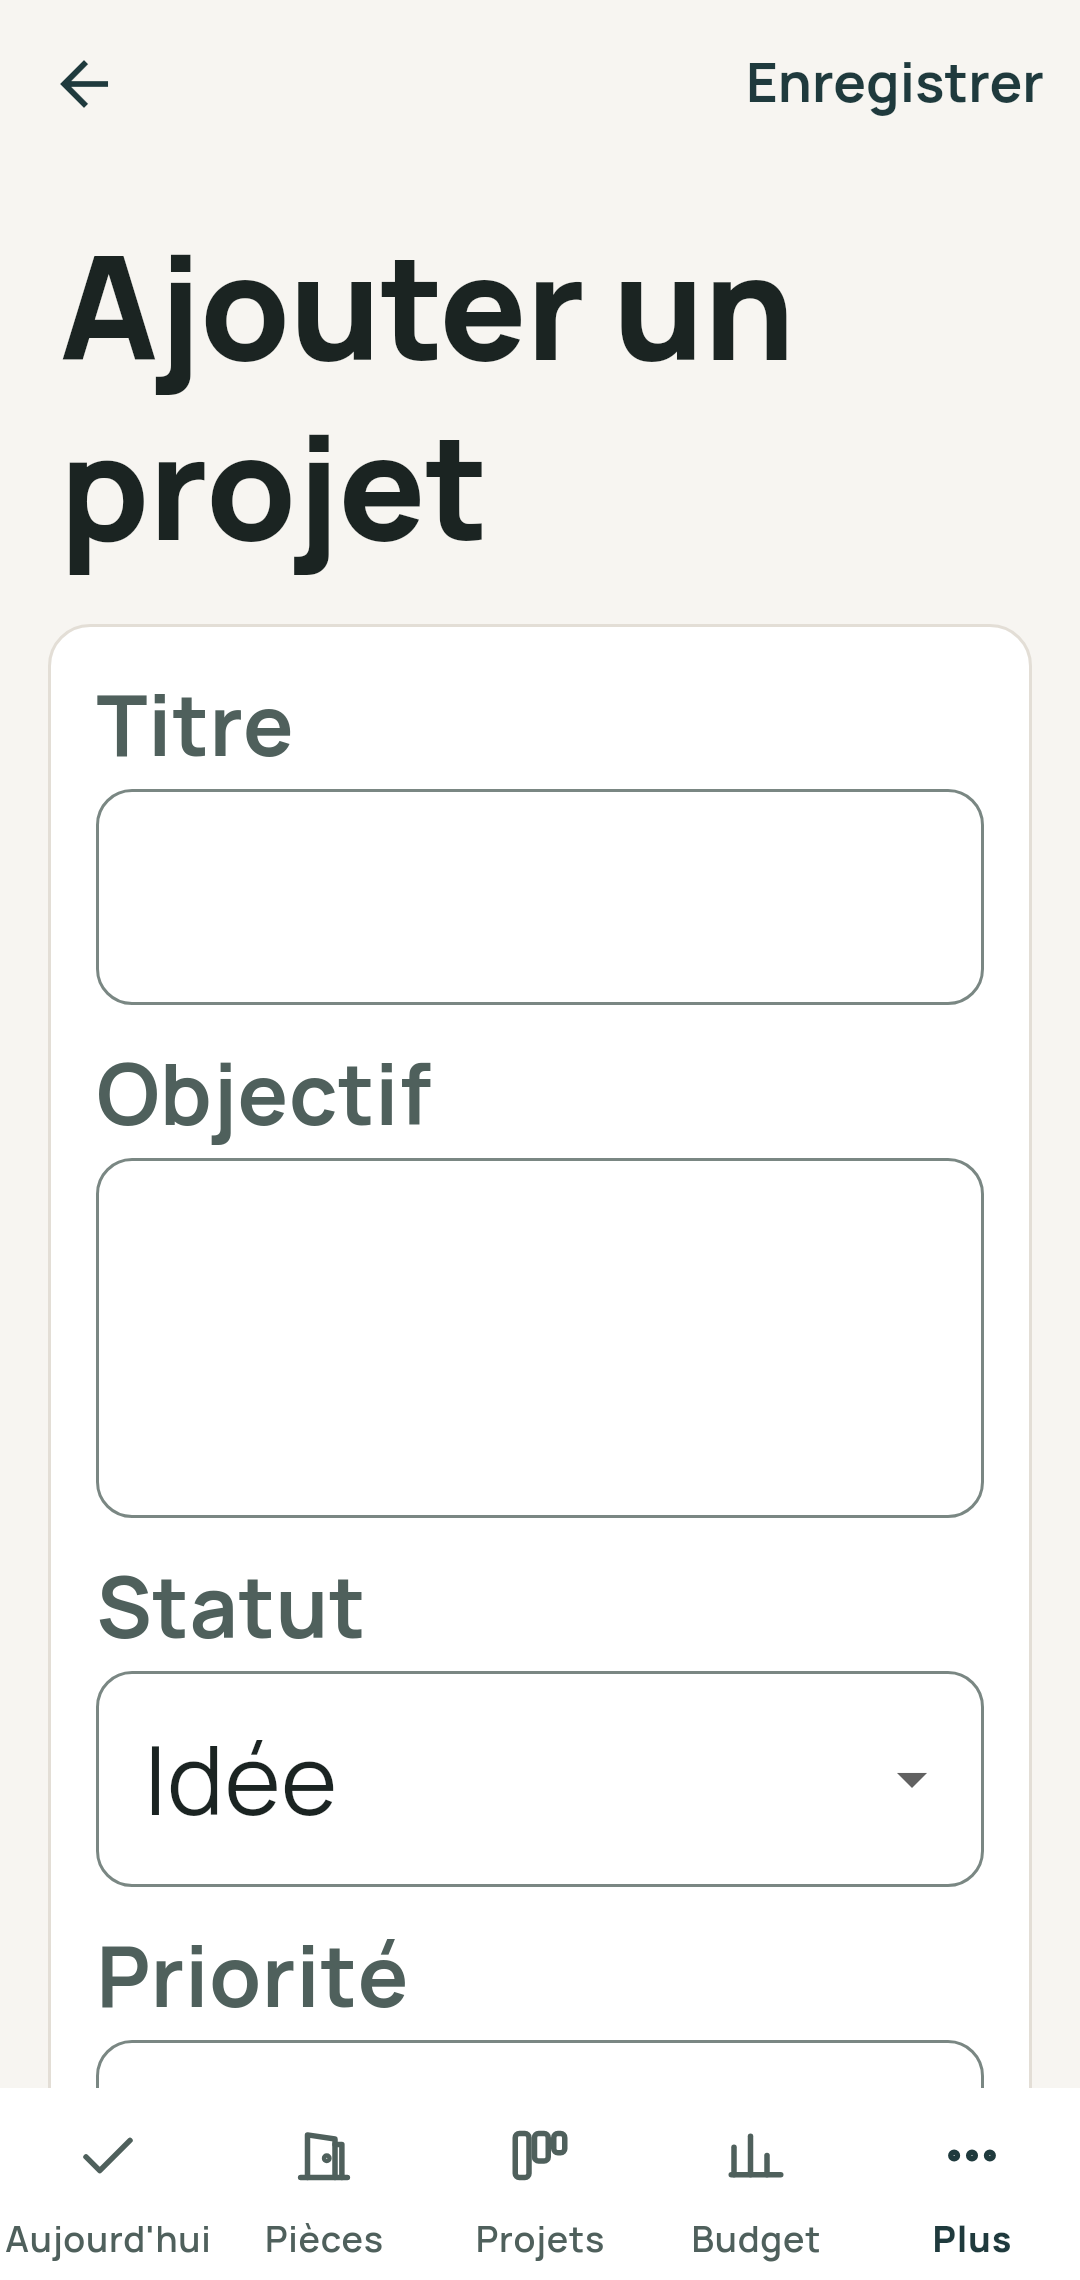 Enregistrer
Ajouter un
projet
Titre
Objectif
Statut
Idée
Priorité
Aujourd'hui
Pièces
Projets
Budget
Plus